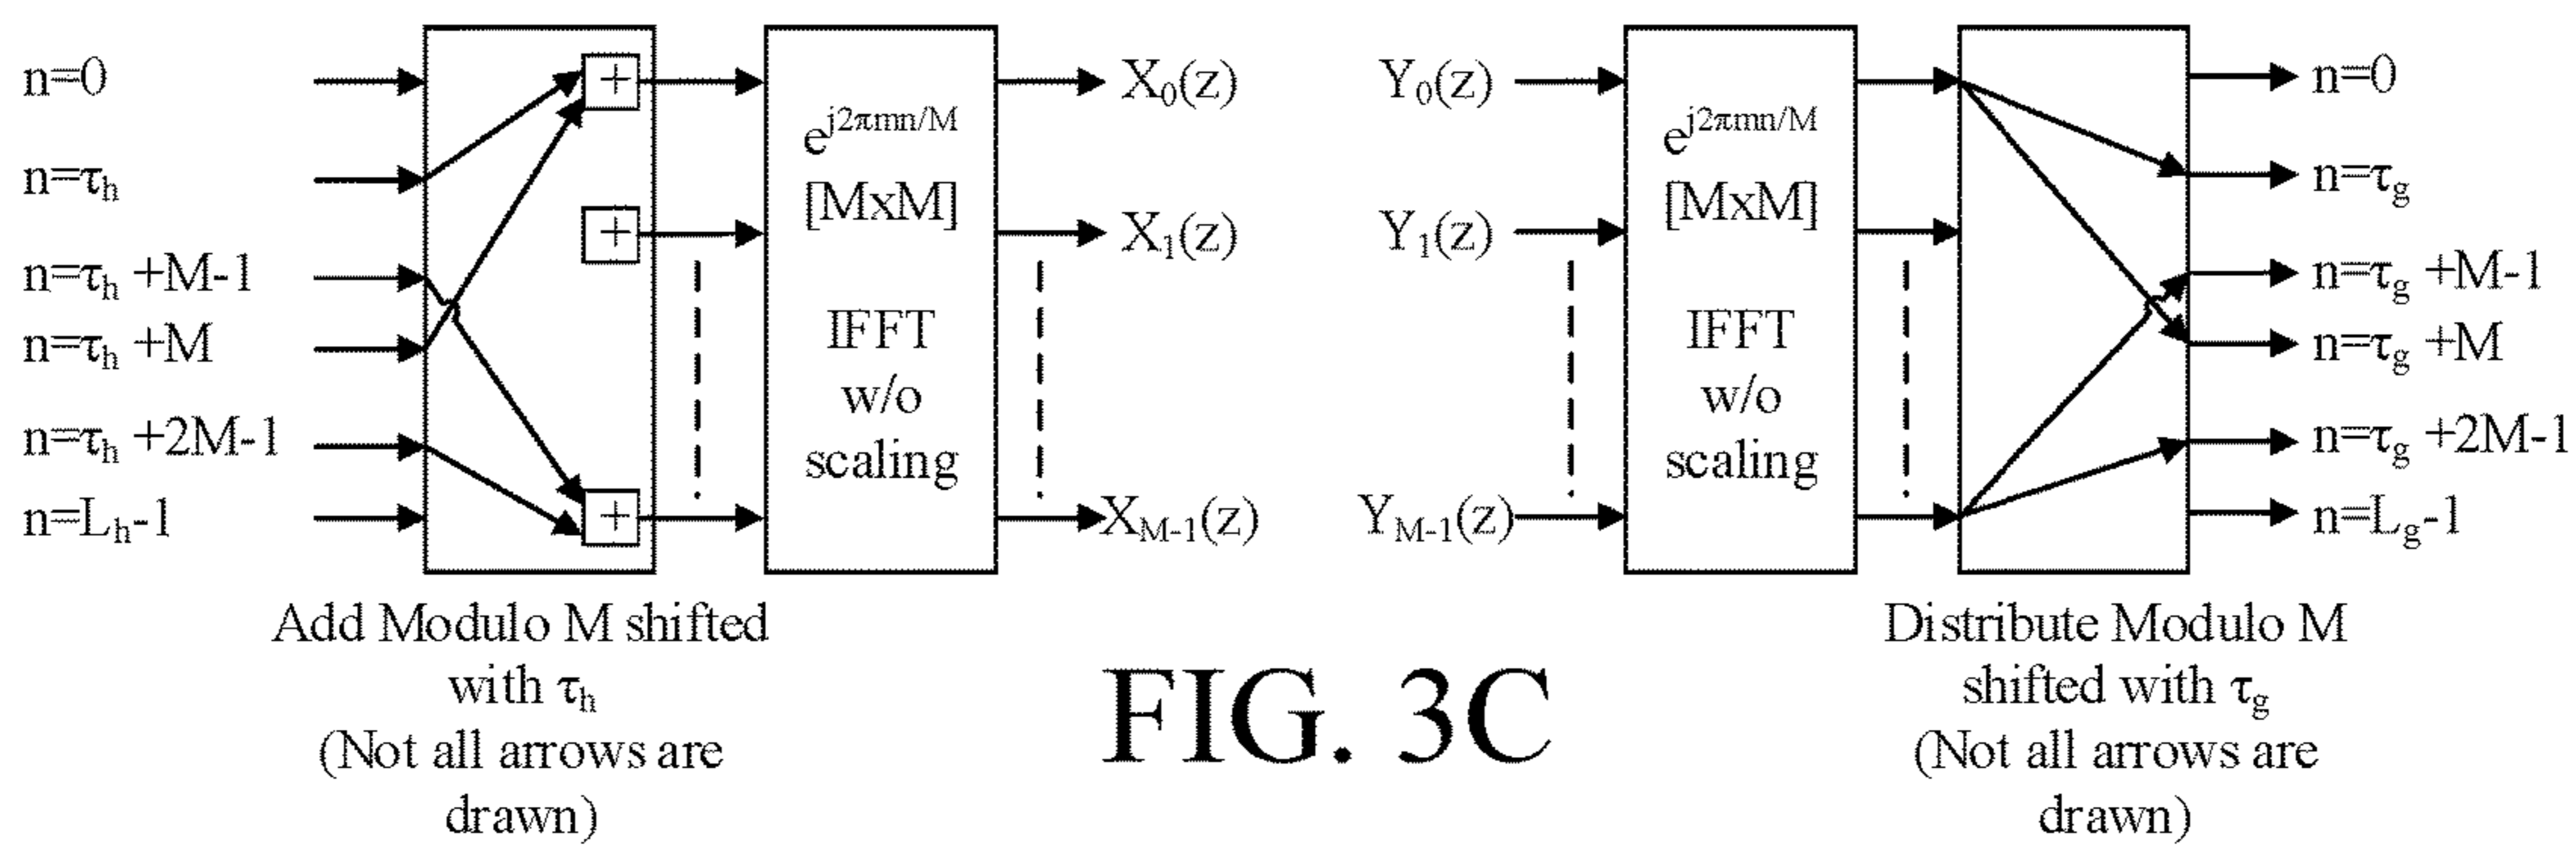 n=0
n=τh
n=τh +M-1
n=τh +M
n=τh +2M-1
n=Lh-1
+
+
+
Add Modulo M shifted
with τh
(Not all arrows are
drawn)
e^j2πmn/M
[MxM]
IFFT
w/o
scaling
X0(z)
X1(z)
XM-1(z)
Y0(z)
Y1(z)
YM-1(z)
e^j2πmn/M
[MxM]
IFFT
w/o
scaling
n=0
n=τg
n=τg +M-1
n=τg +M
n=τg +2M-1
n=Lg-1
Distribute Modulo M
shifted with τg
(Not all arrows are
drawn)
FIG. 3C